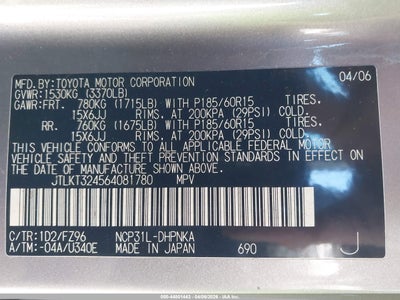 MFD.BY:TOYOTA MOTOR CORPORATION 04/06
GVWR:1530KG (3370LB)
GAWR:FRT. 780KG (1715LB) WITH P185/60R15 TIRES,
15X6JJ RIMS, AT 200KPA (29PSI) COLD.
RR. 760KG (1675LB) WITH P185/60R15 TIRES,
15X6JJ RIMS, AT 200KPA (29PSI) COLD.
THIS VEHICLE CONFORMS TO ALL APPLICABLE FEDERAL MOTOR
VEHICLE SAFETY, BUMPER, AND THEFT PREVENTION STANDARDS IN
EFFECT ON THE DATE OF MANUFACTURE SHOWN ABOVE.
JTLKT324564081780 MPV
C/TR:1D2/FZ96 NCP31L-DHPNKA
A/TM:-04A/U340E MADE IN JAPAN 690 J